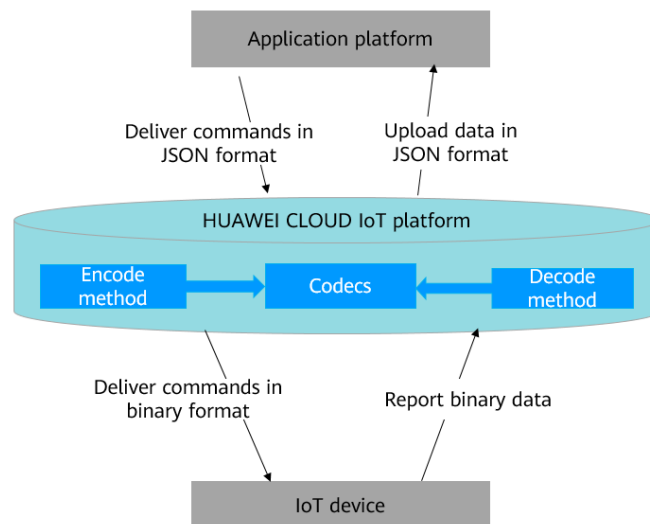 Application platform
Deliver commands in
JSON format
Upload data in
JSON format
HUAWEI CLOUD IoT platform
Encode
method
Codecs
Decode
method
Deliver commands in
binary format
Report binary data
IoT device